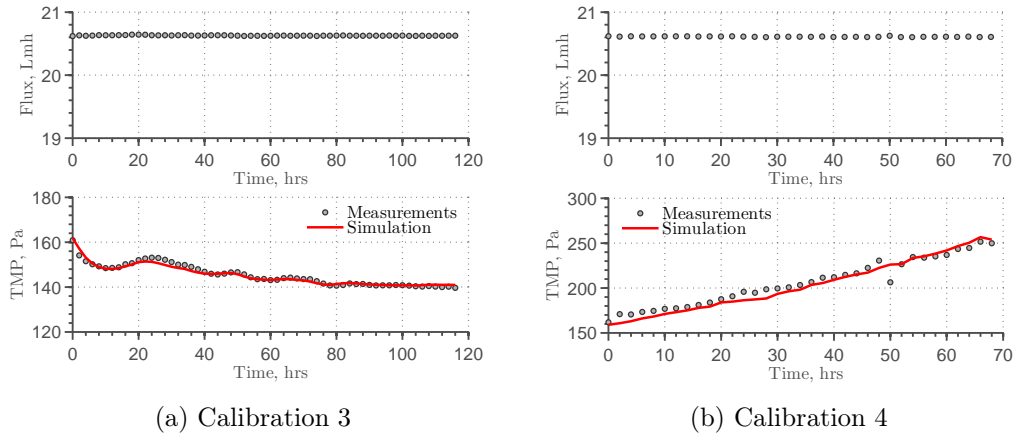 21
20
19
Flux, Lmh
0 20 40 60 80 100 120
Time, hrs
180
160
140
120
TMP, Pa
Measurements
Simulation
0 20 40 60 80 100 120
Time, hrs
(a) Calibration 3
21
20
19
Flux, Lmh
0 10 20 30 40 50 60 70
Time, hrs
300
250
200
150
TMP, Pa
Measurements
Simulation
0 10 20 30 40 50 60 70
Time, hrs
(b) Calibration 4